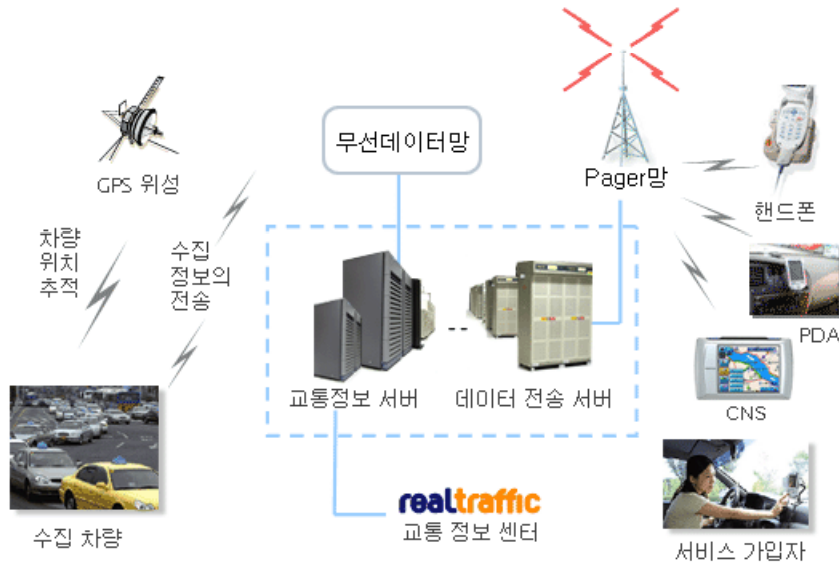 무선데이터망
GPS 위성
Pager망
핸드폰
차량
위치
추적
수집
정보의
전송
PDA
교통정보 서버
데이터 전송 서버
CNS
realtraffic
교통 정보 센터
수집 차량
서비스 가입자